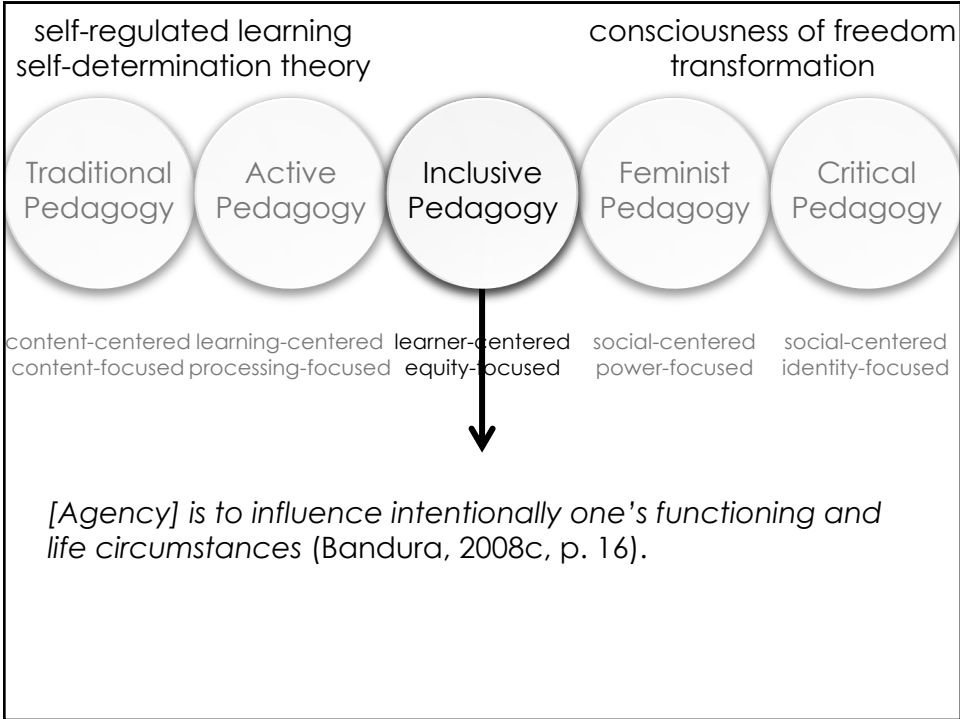 self-regulated learning
self-determination theory
consciousness of freedom
transformation
Traditional
Pedagogy
Active
Pedagogy
Inclusive
Pedagogy
Feminist
Pedagogy
Critical
Pedagogy
content-centered
content-focused
learning-centered
processing-focused
learner-centered
equity-focused
social-centered
power-focused
social-centered
identity-focused
[Agency] is to influence intentionally one’s functioning and
life circumstances (Bandura, 2008c, p. 16).